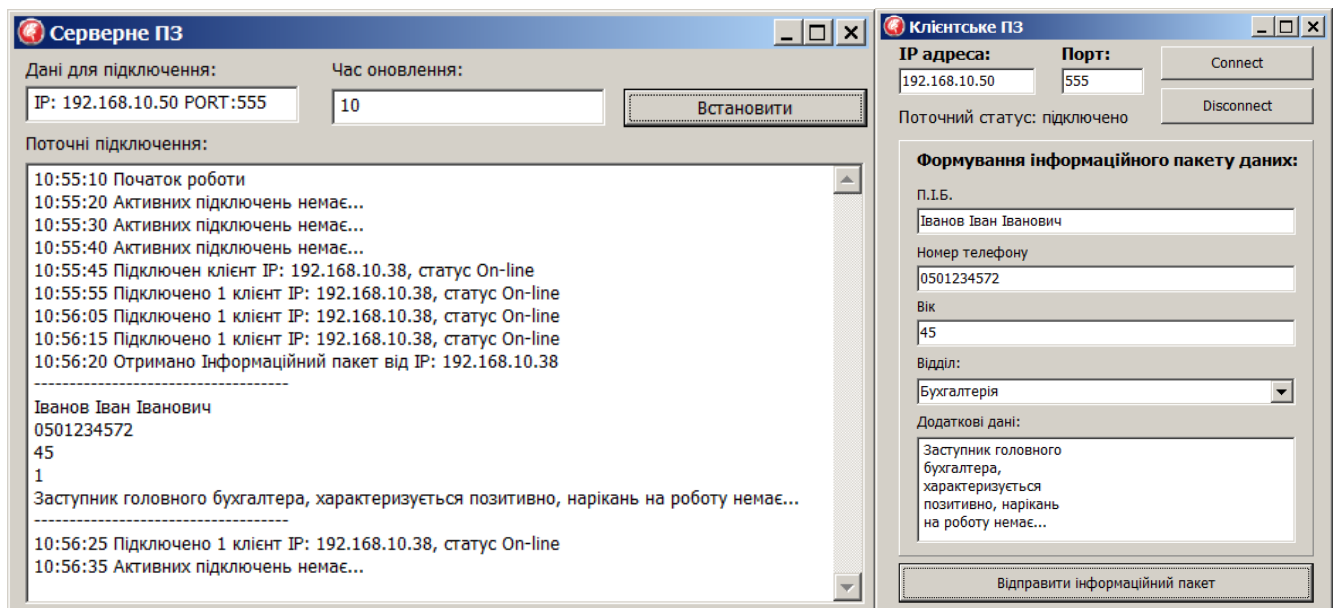 Серверне ПЗ
Дані для підключення:
Час оновлення:
IP: 192.168.10.50 PORT:555
10
Встановити
Поточні підключення:
10:55:10 Початок роботи
10:55:20 Активних підключень немає...
10:55:30 Активних підключень немає...
10:55:40 Активних підключень немає...
10:55:45 Підключен клієнт IP: 192.168.10.38, статус On-line
10:55:55 Підключено 1 клієнт IP: 192.168.10.38, статус On-line
10:56:05 Підключено 1 клієнт IP: 192.168.10.38, статус On-line
10:56:15 Підключено 1 клієнт IP: 192.168.10.38, статус On-line
10:56:20 Отримано Інформаційний пакет від IP: 192.168.10.38
------------------------------------
Іванов Іван Іванович
0501234572
45
1
Заступник головного бухгалтера, характеризується позитивно, нарікань на роботу немає...
------------------------------------
10:56:25 Підключено 1 клієнт IP: 192.168.10.38, статус On-line
10:56:35 Активних підключень немає...
Клієнтське ПЗ
IP адреса:
Порт:
Connect
192.168.10.50
555
Disconnect
Поточний статус: підключено
Формування інформаційного пакету даних:
П.І.Б.
Іванов Іван Іванович
Номер телефону
0501234572
Вік
45
Відділ:
Бухгалтерія
Додаткові дані:
Заступник головного
бухгалтера,
характеризується
позитивно, нарікань
на роботу немає...
Відправити інформаційний пакет